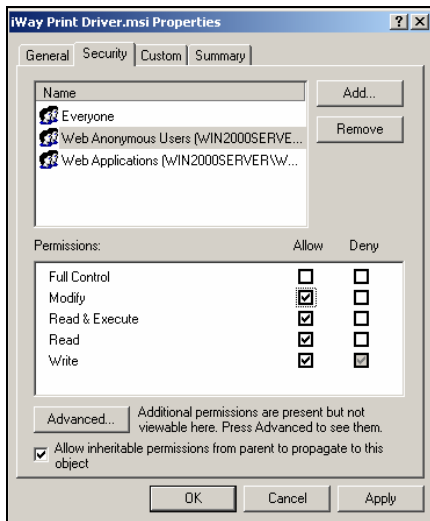 iWay Print Driver.msi Properties
General Security Custom Summary
Name Add...
Everyone
Web Anonymous Users (WIN2000SERVE... Remove
Web Applications (WIN2000SERVER\W...
Permissions: Allow Deny
Full Control
Modify
Read & Execute
Read
Write
Advanced... Additional permissions are present but not
viewable here. Press Advanced to see them.
Allow inheritable permissions from parent to propagate to this
object
OK Cancel Apply